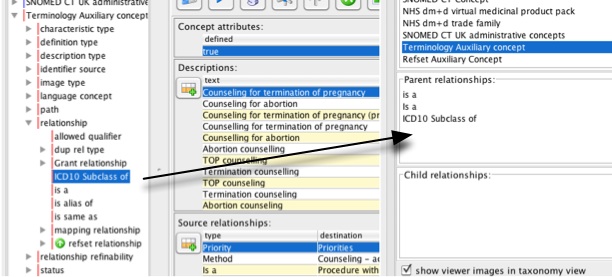 SNOMED CT UK administrative
Terminology Auxiliary concept
characteristic type
definition type
description type
identifier source
image type
language concept
path
relationship
allowed qualifier
dup rel type
Grant relationship
ICD10 Subclass of
is a
is alias of
is same as
mapping relationship
refset relationship
relationship refinability
status
Concept attributes:
defined
true
Descriptions:
text
Counseling for termination of pregnancy
Counseling for abortion
Counseling for termination of pregnancy (pr
Counselling for termination of pregnancy
Counselling for abortion
Abortion counselling
TOP counselling
Termination counselling
TOP counseling
Termination counseling
Abortion counseling
Source relationships:
type destination
Priority Priorities
Method Counseling - a
Is a Procedure with
SNOMED CT Concept
NHS dm+d virtual medicinal product pack
NHS dm+d trade family
SNOMED CT UK administrative concepts
Terminology Auxiliary concept
Refset Auxiliary concept
Parent relationships:
is a
Is a
ICD10 Subclass of
Child relationships:
show viewer images in taxonomy view